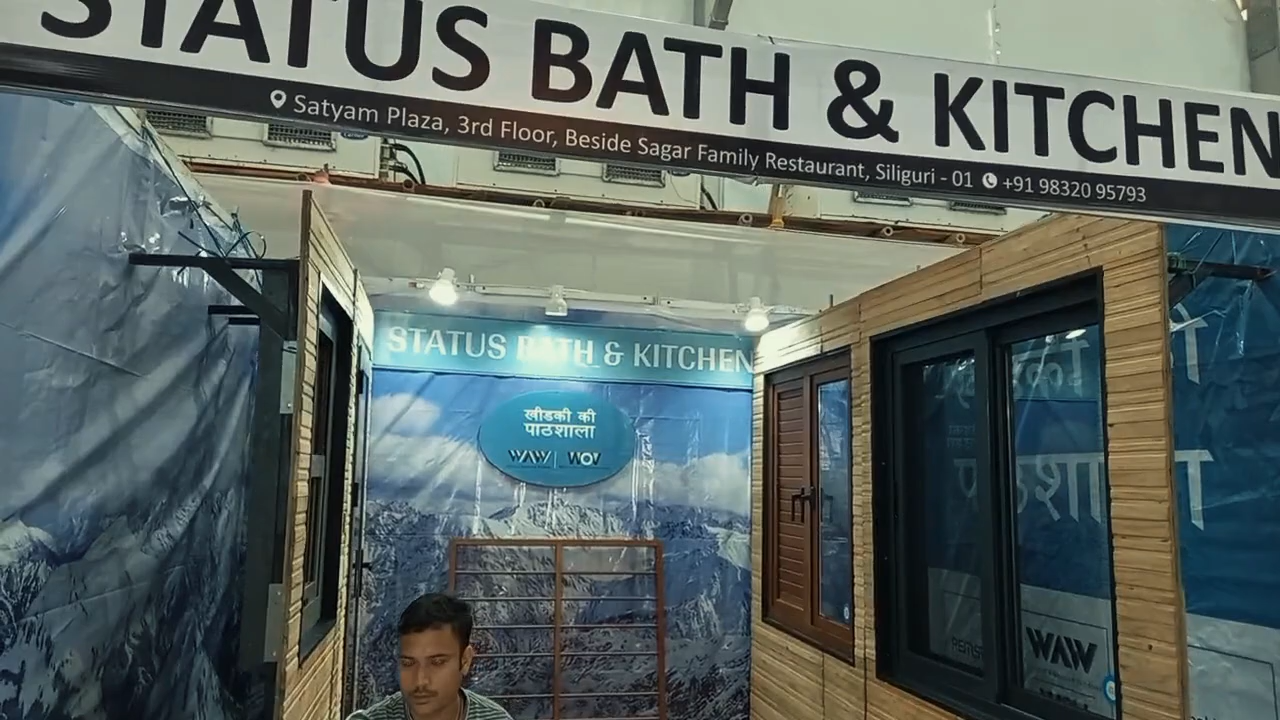 STATUS BATH & KITCHEN
Satyam Plaza, 3rd Floor, Beside Sagar Family Restaurant, Siliguri - 01 +91 98320 95793
STATUS BATH & KITCHEN
खीडकी की
पाठशाला
WAW | WOV
WAW